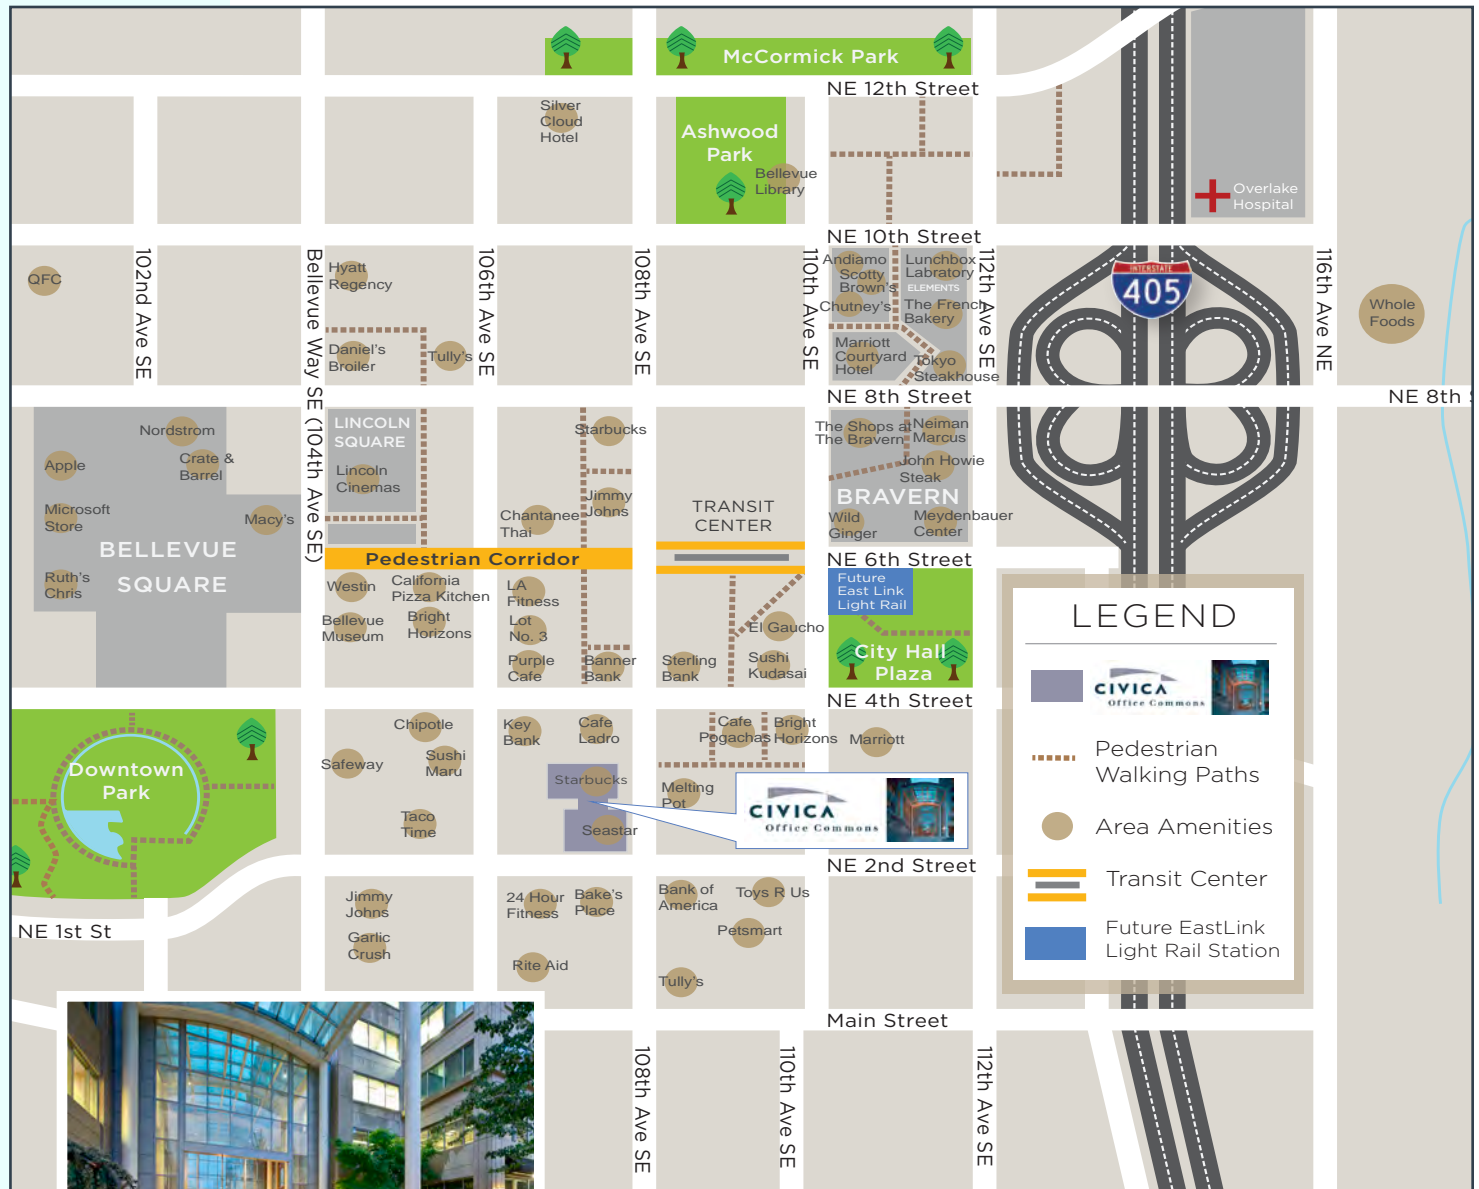 McCormick Park
NE 12th Street
Silver
Cloud
Hotel
Ashwood
Park
Bellevue
Library
Overlake
Hospital
NE 10th Street
QFC
102nd Ave SE
Bellevue Way SE (104th Ave SE)
Hyatt
Regency
106th Ave SE
108th Ave SE
110th Ave SE
Andiamo
Scotty
Brown's
Chutney's
Lunchbox
Labratory
ELEMENTS
The French
Bakery
112th Ave SE
INTERSTATE
405
116th Ave NE
Whole
Foods
Daniel's
Broiler
Tully's
Marriott
Courtyard
Hotel
Tokyo
Steakhouse
NE 8th Street
NE 8th S
Nordstrom
Apple
Crate &
Barrel
Microsoft
Store
Macy's
BELLEVUE
SQUARE
Ruth's
Chris
LINCOLN
SQUARE
Lincoln
Cinemas
Starbucks
Jimmy
Johns
Chantanee
Thai
TRANSIT
CENTER
The Shops at
The Bravern
Neiman
Marcus
John Howie
Steak
BRAVERN
Wild
Ginger
Meydenbauer
Center
Pedestrian Corridor
NE 6th Street
Westin
California
Pizza Kitchen
LA
Fitness
Bellevue
Museum
Bright
Horizons
Lot
No. 3
Purple
Cafe
Banner
Bank
Sterling
Bank
El Gaucho
Sushi
Kudasai
Future
East Link
Light Rail
City Hall
Plaza
NE 4th Street
Downtown
Park
Chipotle
Safeway
Sushi
Maru
Taco
Time
Key
Bank
Cafe
Ladro
Starbucks
Seastar
Cafe
Pogachas
Bright
Horizons
Marriott
Melting
Pot
CIVICA
Office Commons
NE 2nd Street
NE 1st St
Jimmy
Johns
Garlic
Crush
24 Hour
Fitness
Bake's
Place
Rite Aid
Bank of
America
Toys R Us
Petsmart
Tully's
Main Street
108th Ave SE
110th Ave SE
112th Ave SE
LEGEND
CIVICA
Office Commons
Pedestrian
Walking Paths
Area Amenities
Transit Center
Future EastLink
Light Rail Station